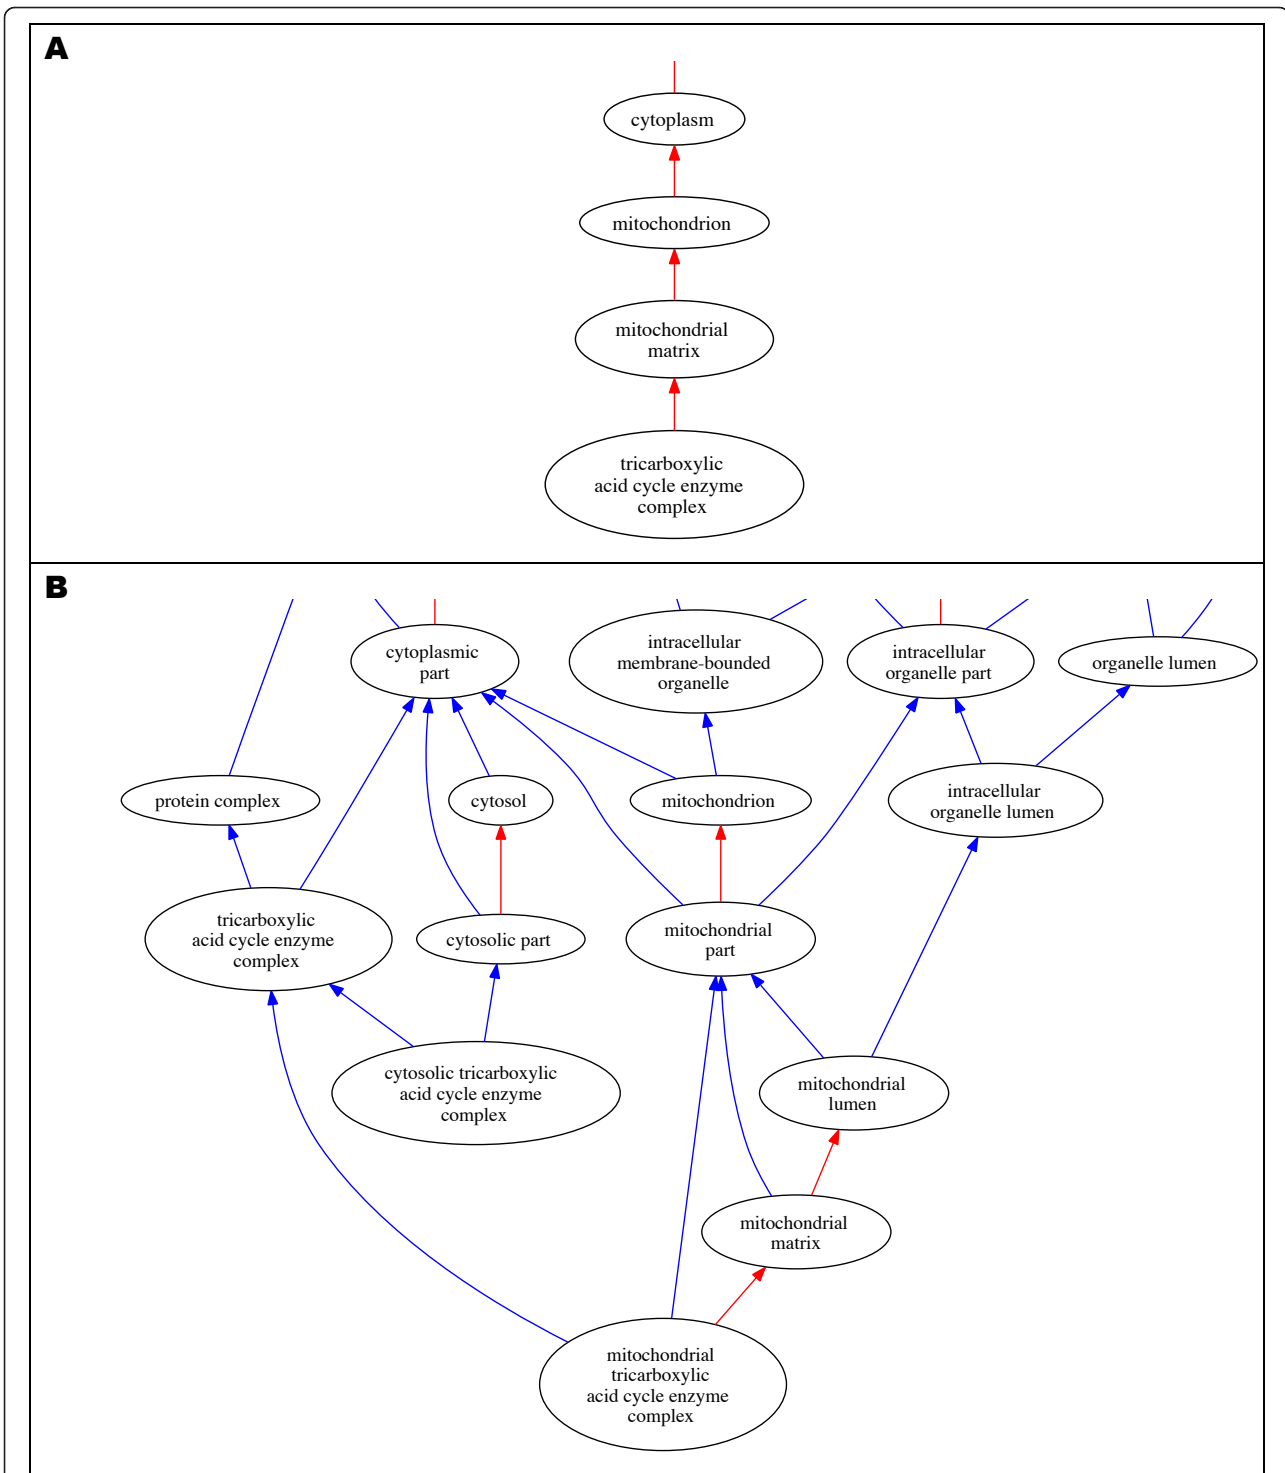 A
cytoplasm
mitochondrion
mitochondrial
matrix
tricarboxylic
acid cycle enzyme
complex
B
cytoplasmic
part
intracellular
membrane-bounded
organelle
intracellular
organelle part
organelle lumen
protein complex
cytosol
mitochondrion
intracellular
organelle lumen
tricarboxylic
acid cycle enzyme
complex
cytosolic part
mitochondrial
part
cytosolic tricarboxylic
acid cycle enzyme
complex
mitochondrial
lumen
mitochondrial
matrix
mitochondrial
tricarboxylic
acid cycle enzyme
complex